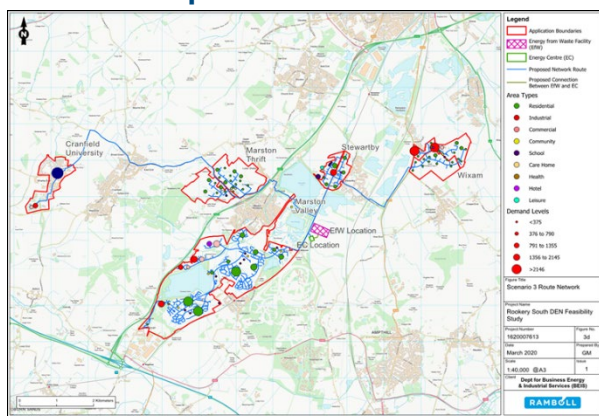 N
Cranfield
University
Marston
Thrift
Stewartby
Wixam
Marston
Valley
EfW Location
EC Location
AMPTHILL
Legend
Application Boundaries
Energy from Waste Facility
(EfW)
Energy Centre (EC)
Proposed Network Route
Proposed Connection
Between EfW and EC
Area Types
Residential
Industrial
Commercial
Community
School
Care Home
Health
Hotel
Leisure
Demand Levels
<375
376 to 790
791 to 1355
1356 to 2145
>2146
Figure Title
Scenario 3 Route Network
Project Name
Rookery South DEN Feasibility
Study
Project Number
Figure No.
1620007613
3d
Date
Prepared By
March 2020
GM
Scale
Issue
1:40,000 @A3
1
Client
Dept for Business Energy
& Industrial Services (BEIS)
RAMBOLL